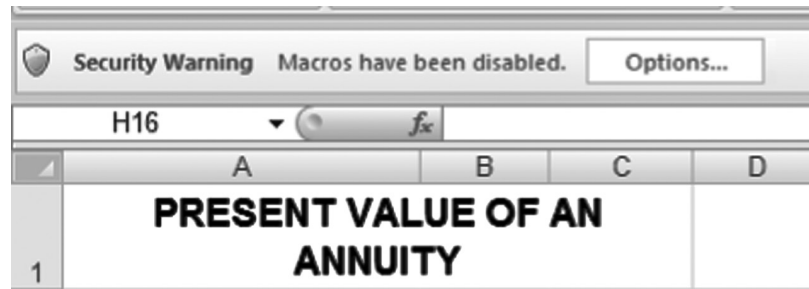 Security Warning Macros have been disabled. Options...
H16 fx
A B C D
PRESENT VALUE OF AN
ANNUITY
1